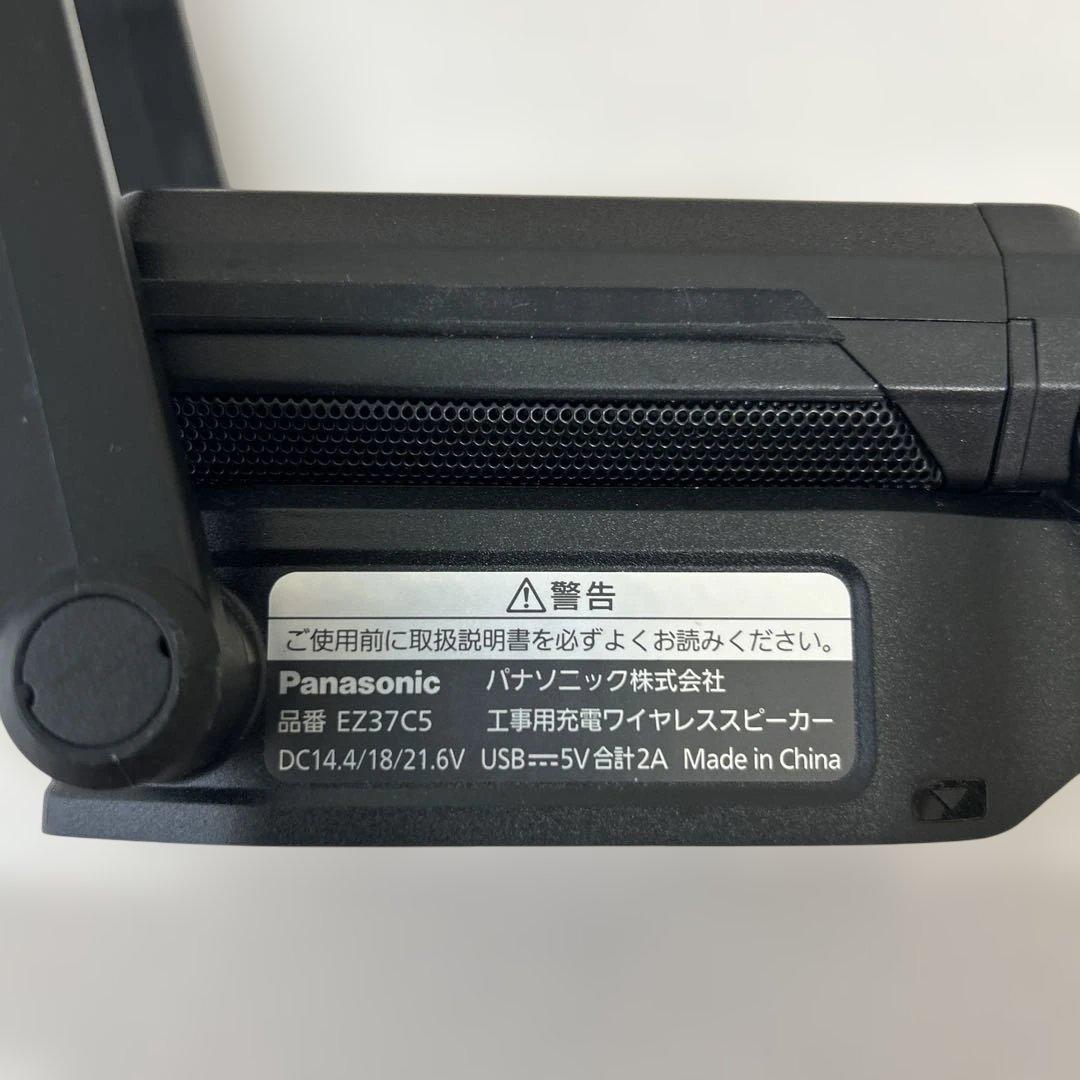 ⚠警告
ご使用前に取扱説明書を必ずよくお読みください。
Panasonic パナソニック株式会社
品番 EZ37C5 工事用充電ワイヤレススピーカー
DC14.4/18/21.6V USB⎓5V合計2A Made in China